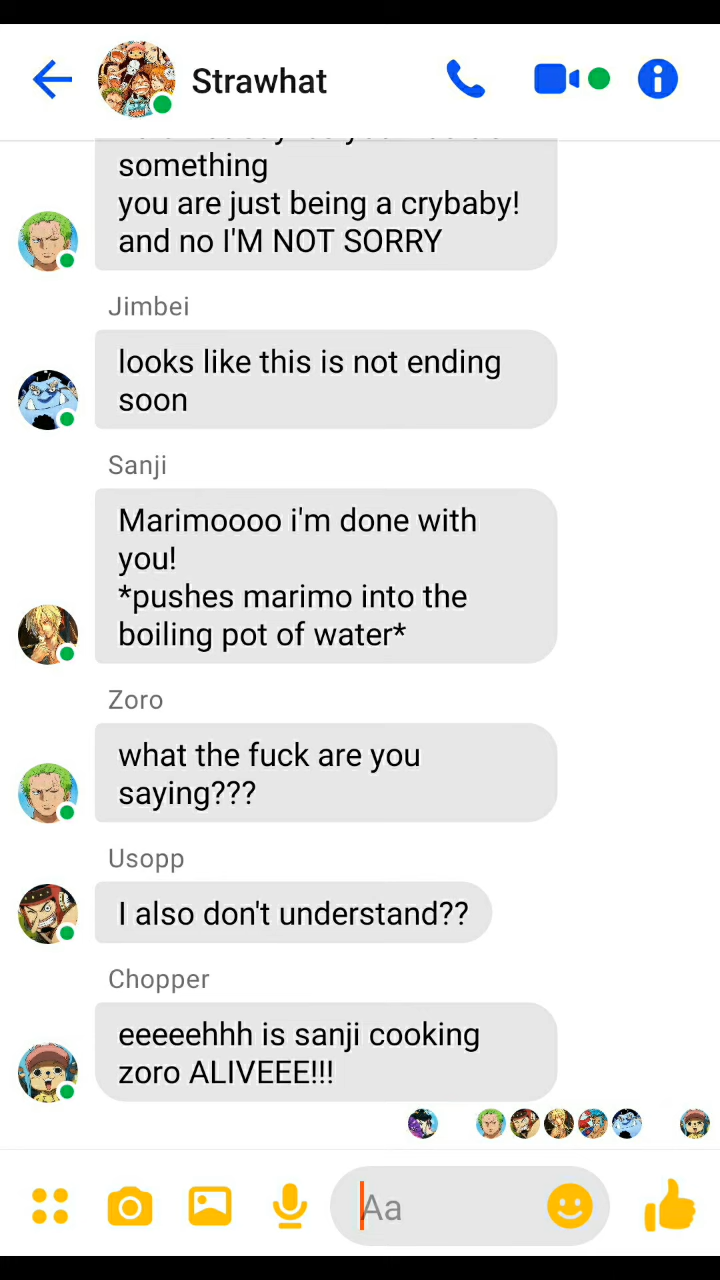 Strawhat
something
you are just being a crybaby!
and no I'M NOT SORRY
Jimbei
looks like this is not ending
soon
Sanji
Marimoooo i'm done with
you!
*pushes marimo into the
boiling pot of water*
Zoro
what the fuck are you
saying???
Usopp
I also don't understand??
Chopper
eeeeehhh is sanji cooking
zoro ALIVEEE!!!
Aa